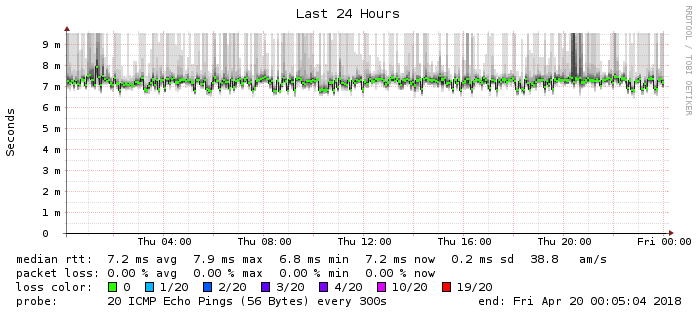 Last 24 Hours
RRDTOOL / TOBI OETIKER
Seconds
9 m
8 m
7 m
6 m
5 m
4 m
3 m
2 m
1 m
0
Thu 04:00 Thu 08:00 Thu 12:00 Thu 16:00 Thu 20:00 Fri 00:00
median rtt: 7.2 ms avg 7.9 ms max 6.8 ms min 7.2 ms now 0.2 ms sd 38.8 am/s
packet loss: 0.00 % avg 0.00 % max 0.00 % min 0.00 % now
loss color: 0 1/20 2/20 3/20 4/20 10/20 19/20
probe: 20 ICMP Echo Pings (56 Bytes) every 300s end: Fri Apr 20 00:05:04 2018